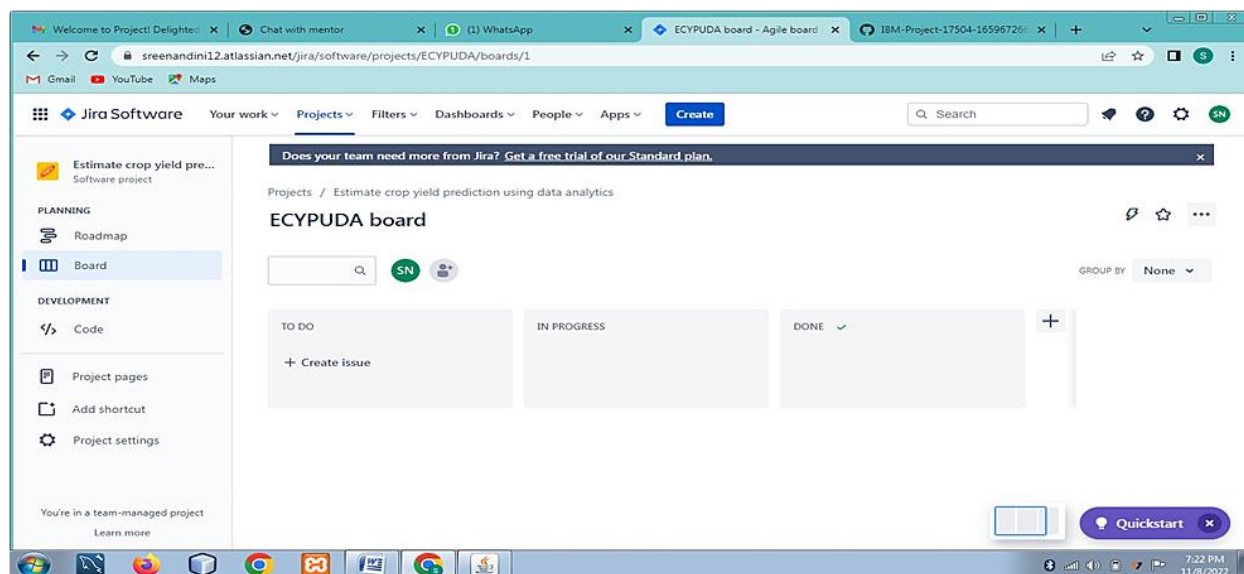 Welcome to Project! Delighted
Chat with mentor
(1) WhatsApp
ECYPUDA board - Agile board
IBM-Project-17504-1659672
sreenandini12.atlassian.net/jira/software/projects/ECYPUDA/boards/1
S
Gmail YouTube Maps
Jira Software Your work Projects Filters Dashboards People Apps Create Search SN
Does your team need more from Jira? Get a free trial of our Standard plan.
Estimate crop yield pre...
Software project
Projects / Estimate crop yield prediction using data analytics
ECYPUDA board
PLANNING
Roadmap
Board
SN
GROUP BY None
DEVELOPMENT
Code
TO DO IN PROGRESS DONE
+ Create issue
Project pages
Add shortcut
Project settings
You're in a team-managed project
Learn more
Quickstart
7:22 PM
11/8/2022